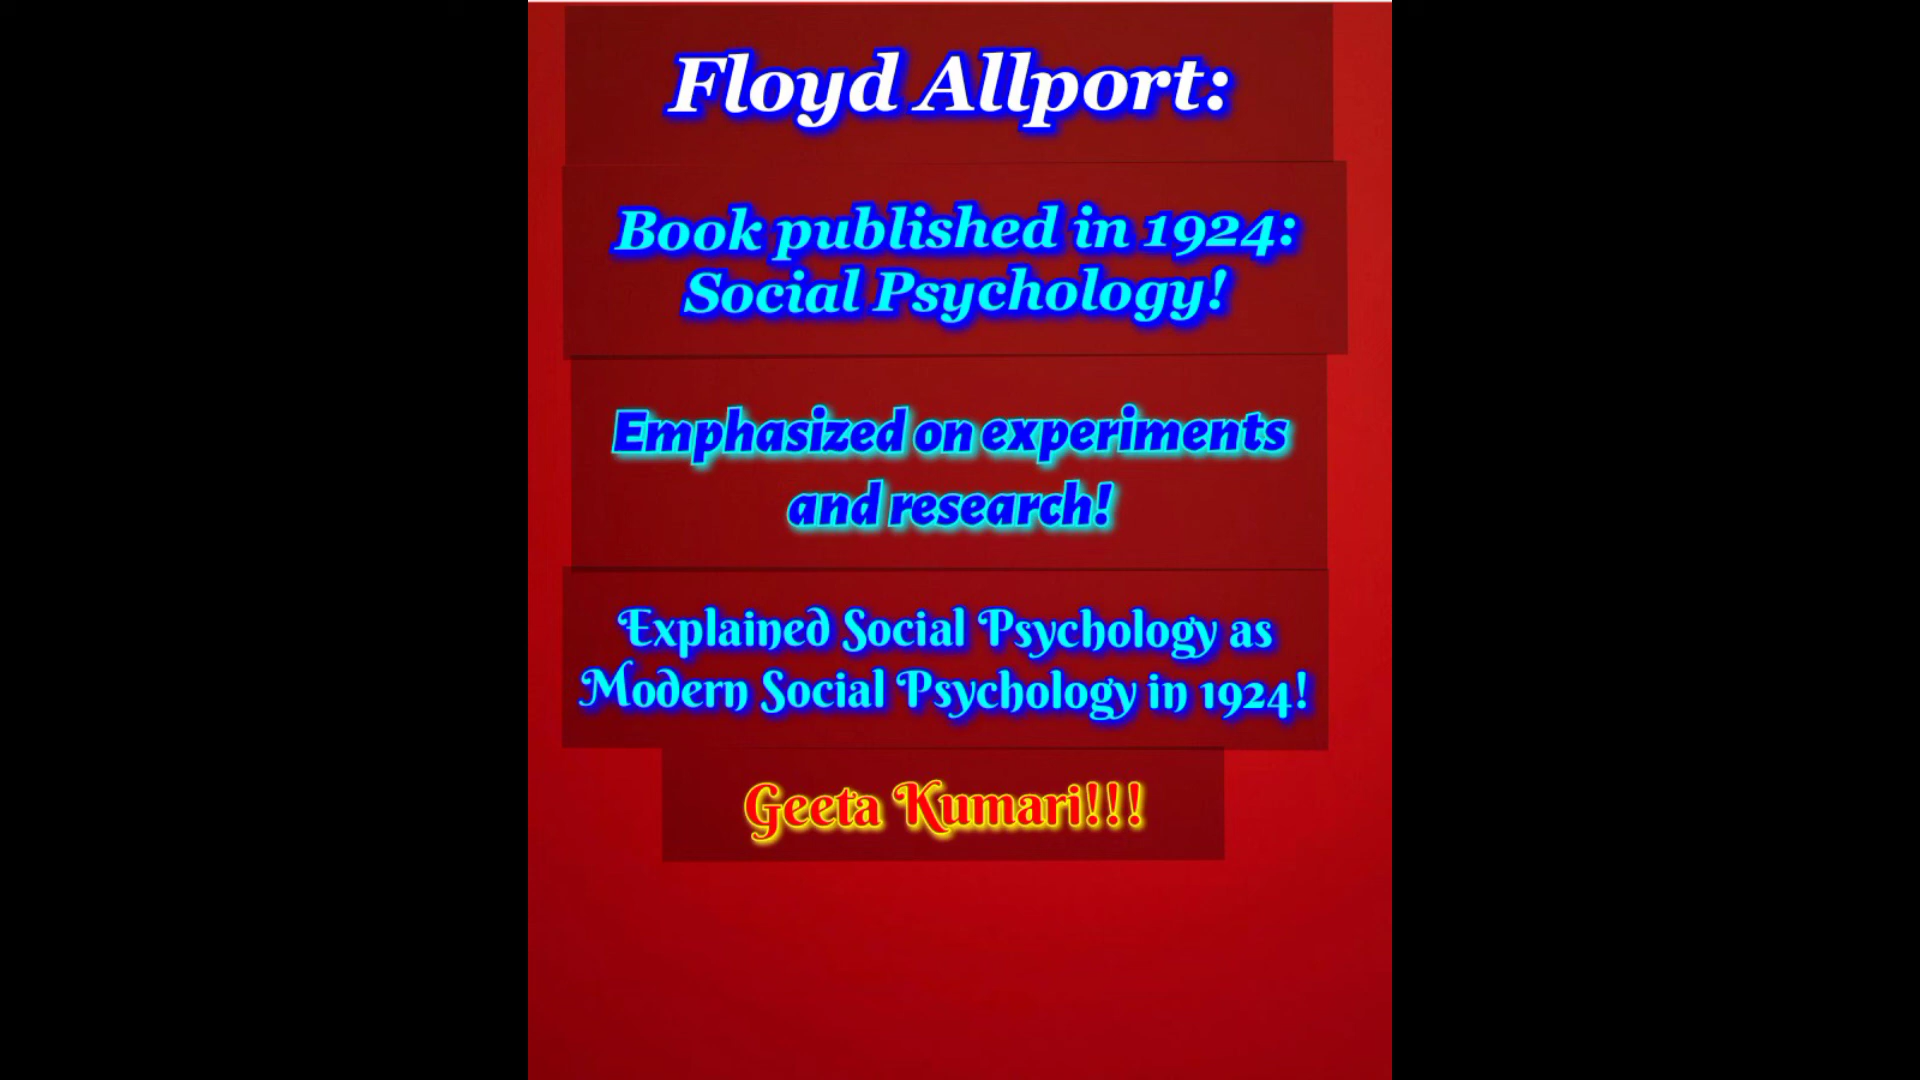 Floyd Allport:
Book published in 1924:
Social Psychology!
Emphasized on experiments
and research!
Explained Social Psychology as
Modern Social Psychology in 1924!
Geeta Kumari!!!